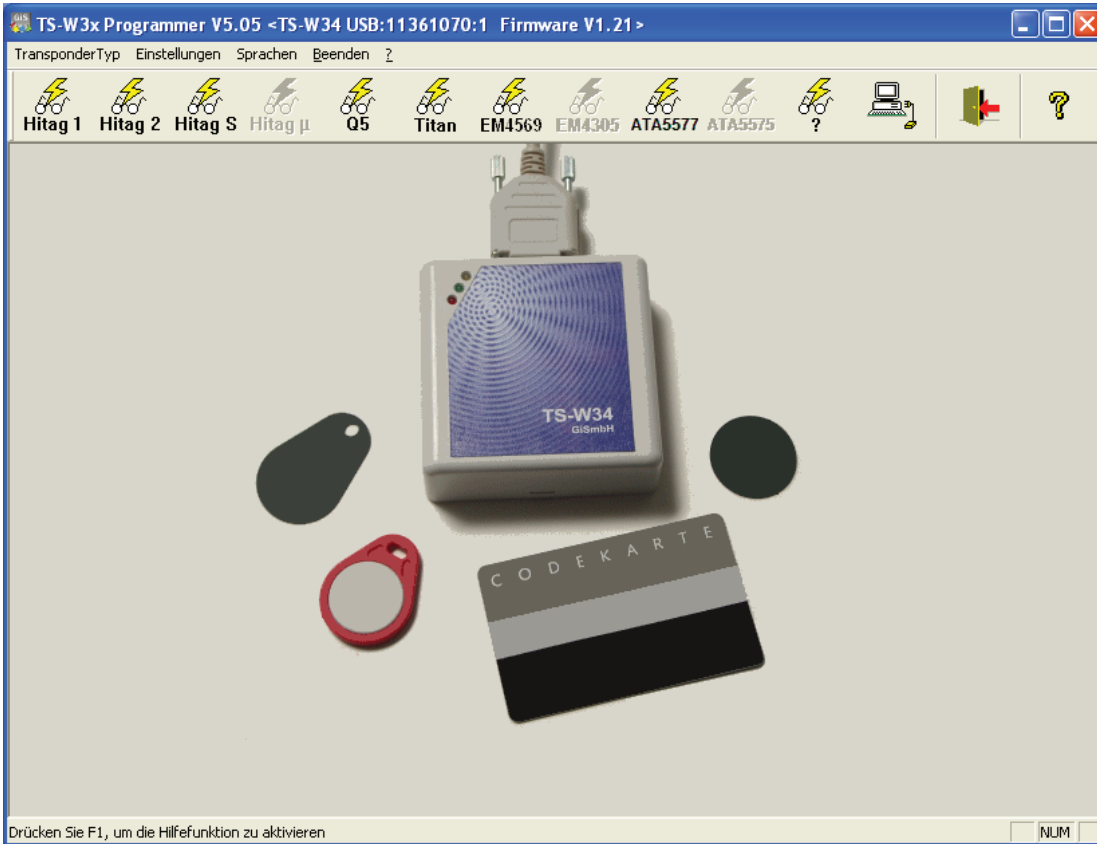 TS-W3x Programmer V5.05 <TS-W34 USB:11361070:1 Firmware V1.21>
TransponderTyp Einstellungen Sprachen Beenden ?
Hitag 1 Hitag 2 Hitag S Hitag µ Q5 Titan EM4569 EM4305 ATA5577 ATA5575 ?
TS-W34
GiSmbH
CODEKARTE
Drücken Sie F1, um die Hilfefunktion zu aktivieren
NUM